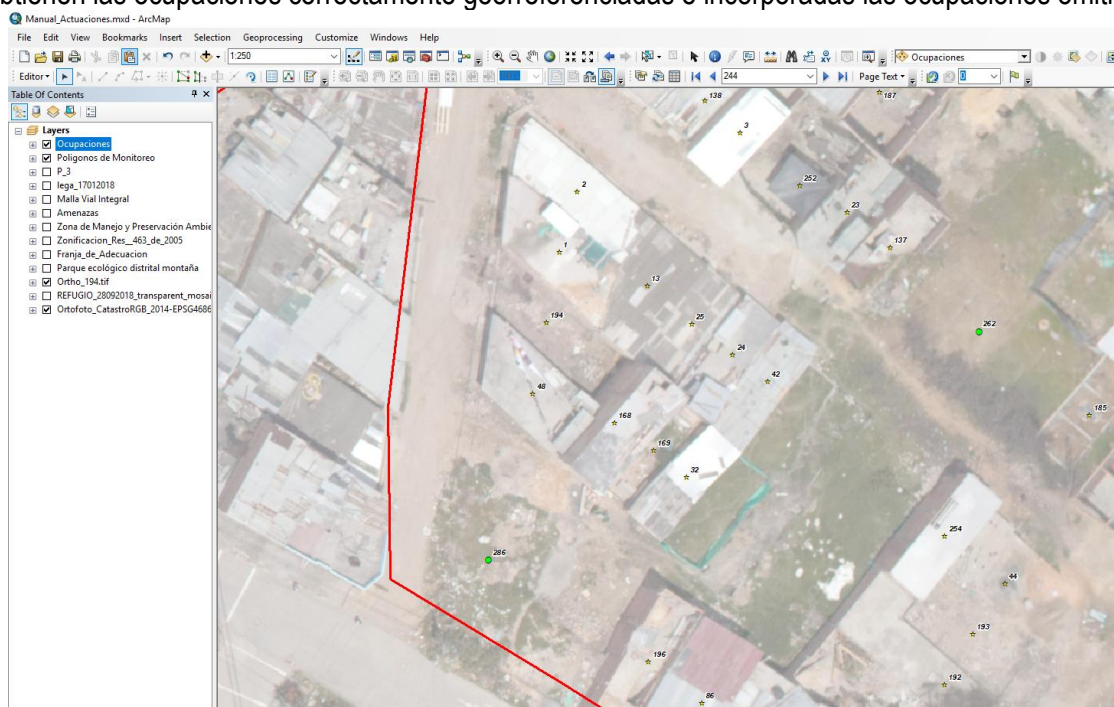 btienen las ocupaciones correctamente georreferenciadas e incorporadas las ocupaciones emiti
Manual_Actuaciones.mxd - ArcMap
File Edit View Bookmarks Insert Selection Geoprocessing Customize Windows Help
1:250
Ocupaciones
Editor
244
Page Text
0
Table Of Contents
Layers
Ocupaciones
Poligonos de Monitoreo
P_3
lega_17012018
Malla Vial Integral
Amenazas
Zona de Manejo y Preservación Ambie
Zonificacion_Res__463_de_2005
Franja_de_Adecuacion
Parque ecológico distrital montaña
Ortho_194.tif
REFUGIO_28092018_transparent_mosai
Ortofoto_CatastroRGB_2014-EPSG4686
138
187
3
2
252
23
1
137
13
194
25
262
24
42
48
185
168
169
32
254
286
44
193
196
192
86